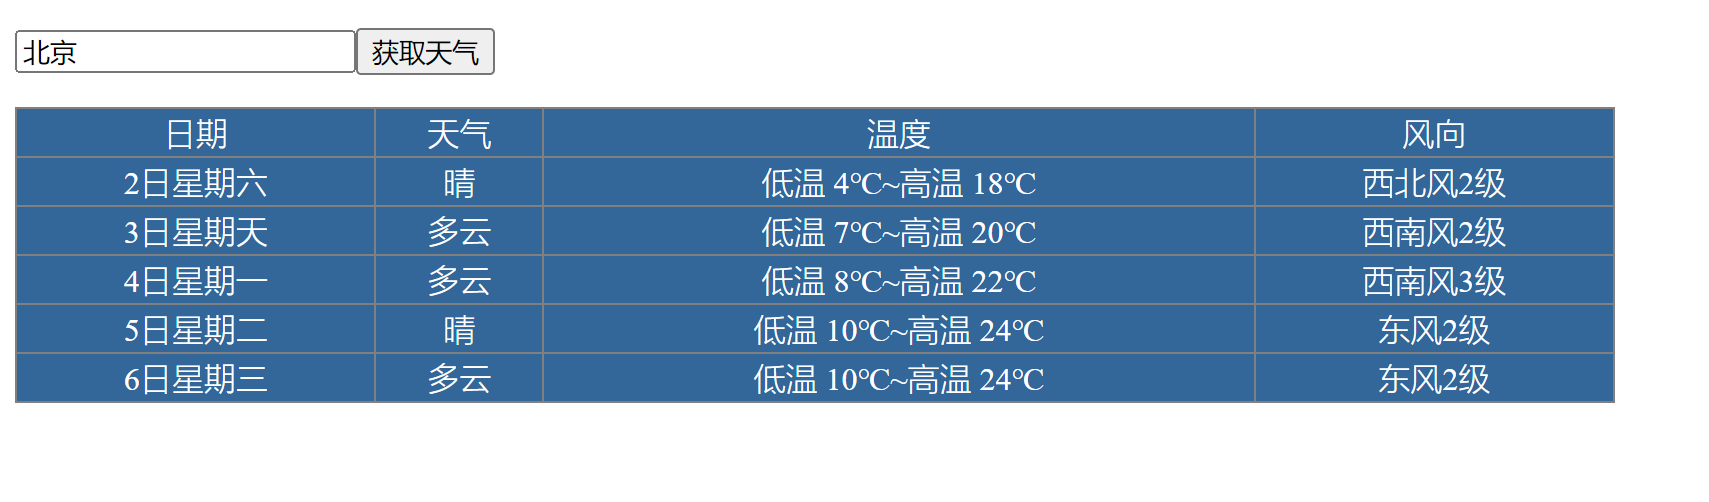 北京 获取天气
日期 天气 温度 风向
2日星期六 晴 低温 4℃~高温 18℃ 西北风2级
3日星期天 多云 低温 7℃~高温 20℃ 西南风2级
4日星期一 多云 低温 8℃~高温 22℃ 西南风3级
5日星期二 晴 低温 10℃~高温 24℃ 东风2级
6日星期三 多云 低温 10℃~高温 24℃ 东风2级